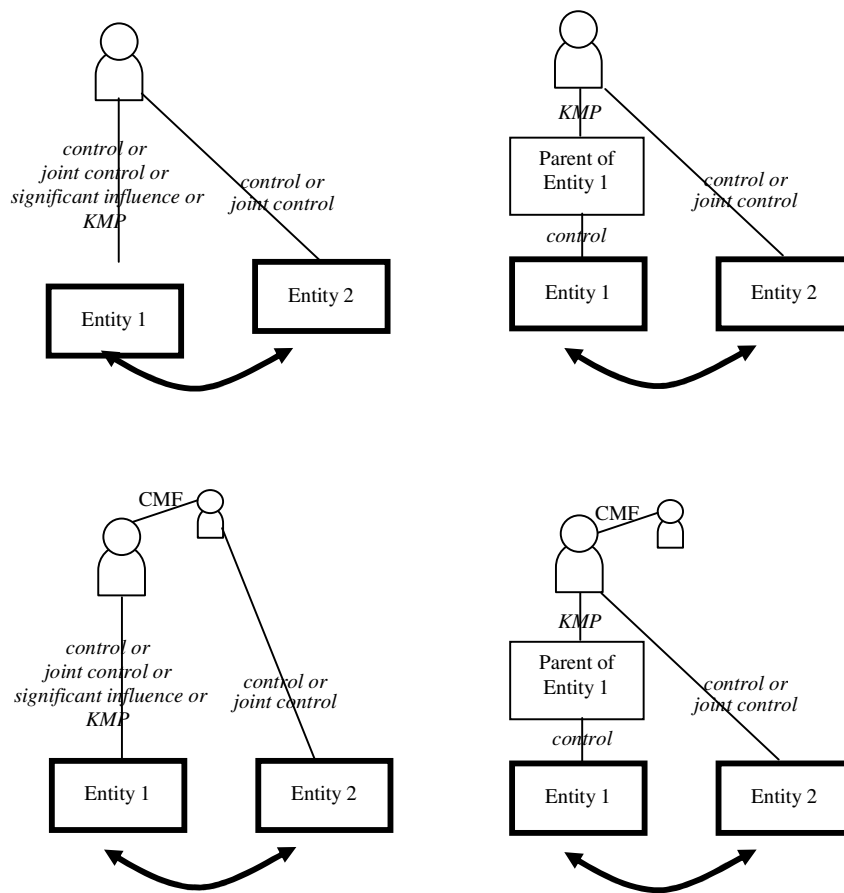 control or
joint control or
significant influence or
KMP
control or
joint control
Entity 1
Entity 2
KMP
Parent of
Entity 1
control
control or
joint control
Entity 1
Entity 2
CMF
control or
joint control or
significant influence or
KMP
control or
joint control
Entity 1
Entity 2
CMF
KMP
Parent of
Entity 1
control
control or
joint control
Entity 1
Entity 2